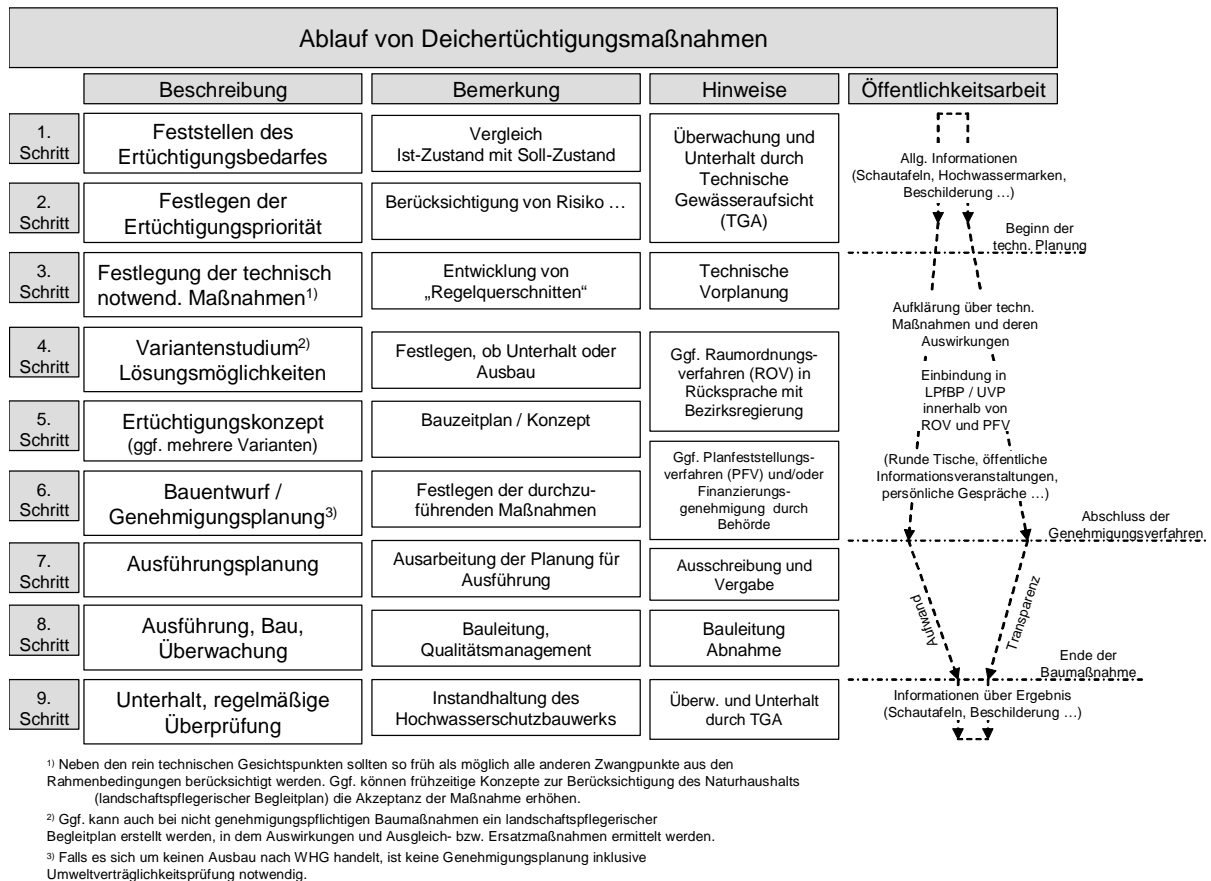 Ablauf von Deichertüchtigungsmaßnahmen
Beschreibung
Bemerkung
Hinweise
Öffentlichkeitsarbeit
1.
Schritt
Feststellen des
Ertüchtigungsbedarfes
Vergleich
Ist-Zustand mit Soll-Zustand
Überwachung und
Unterhalt durch
Technische
Gewässeraufsicht
(TGA)
Allg. Informationen
(Schautafeln, Hochwassermarken,
Beschilderung ...)
2.
Schritt
Festlegen der
Ertüchtigungspriorität
Berücksichtigung von Risiko ...
Beginn der
techn. Planung
3.
Schritt
Festlegung der technisch
notwend. Maßnahmen1)
Entwicklung von
„Regelquerschnitten“
Technische
Vorplanung
Aufklärung über techn.
Maßnahmen und deren
Auswirkungen
4.
Schritt
Variantenstudium2)
Lösungsmöglichkeiten
Festlegen, ob Unterhalt oder
Ausbau
Ggf. Raumordnungs-
verfahren (ROV) in
Rücksprache mit
Bezirksregierung
Einbindung in
LPfBP / UVP
innerhalb von
ROV und PFV
5.
Schritt
Ertüchtigungskonzept
(ggf. mehrere Varianten)
Bauzeitplan / Konzept
Ggf. Planfeststellungs-
verfahren (PFV) und/oder
Finanzierungs-
genehmigung durch
Behörde
(Runde Tische, öffentliche
Informationsveranstaltungen,
persönliche Gespräche ...)
6.
Schritt
Bauentwurf /
Genehmigungsplanung3)
Festlegen der durchzu-
führenden Maßnahmen
Abschluss der
Genehmigungsverfahren
7.
Schritt
Ausführungsplanung
Ausarbeitung der Planung für
Ausführung
Ausschreibung und
Vergabe
Aufwand
Transparenz
8.
Schritt
Ausführung, Bau,
Überwachung
Bauleitung,
Qualitätsmanagement
Bauleitung
Abnahme
Ende der
Baumaßnahme
9.
Schritt
Unterhalt, regelmäßige
Überprüfung
Instandhaltung des
Hochwasserschutzbauwerks
Überw. und Unterhalt
durch TGA
Informationen über Ergebnis
(Schautafeln, Beschilderung ...)
1) Neben den rein technischen Gesichtspunkten sollten so früh als möglich alle anderen Zwangpunkte aus den
Rahmenbedingungen berücksichtigt werden. Ggf. können frühzeitige Konzepte zur Berücksichtigung des Naturhaushalts
(landschaftspflegerischer Begleitplan) die Akzeptanz der Maßnahme erhöhen.
2) Ggf. kann auch bei nicht genehmigungspflichtigen Baumaßnahmen ein landschaftspflegerischer
Begleitplan erstellt werden, in dem Auswirkungen und Ausgleich- bzw. Ersatzmaßnahmen ermittelt werden.
3) Falls es sich um keinen Ausbau nach WHG handelt, ist keine Genehmigungsplanung inklusive
Umweltverträglichkeitsprüfung notwendig.